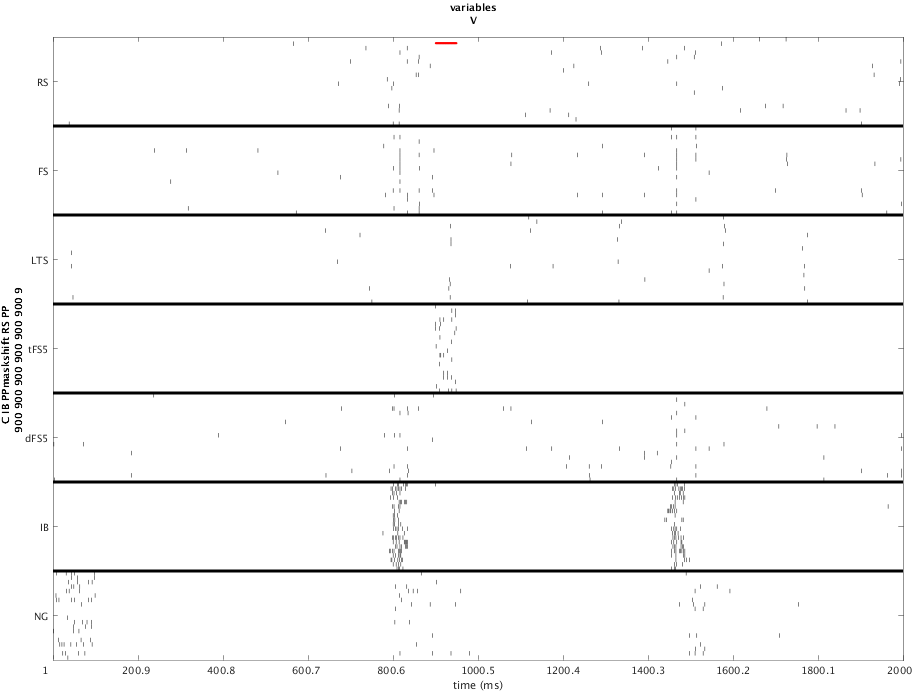 variables
V
RS
FS
LTS
tFS5
dFS5
IB
NG
C IB PPmaskshift RS PP
900 900 900 900 900 900 9
1
200.9
400.8
600.7
800.6
1000.5
1200.4
1400.3
1600.2
1800.1
2000
time (ms)